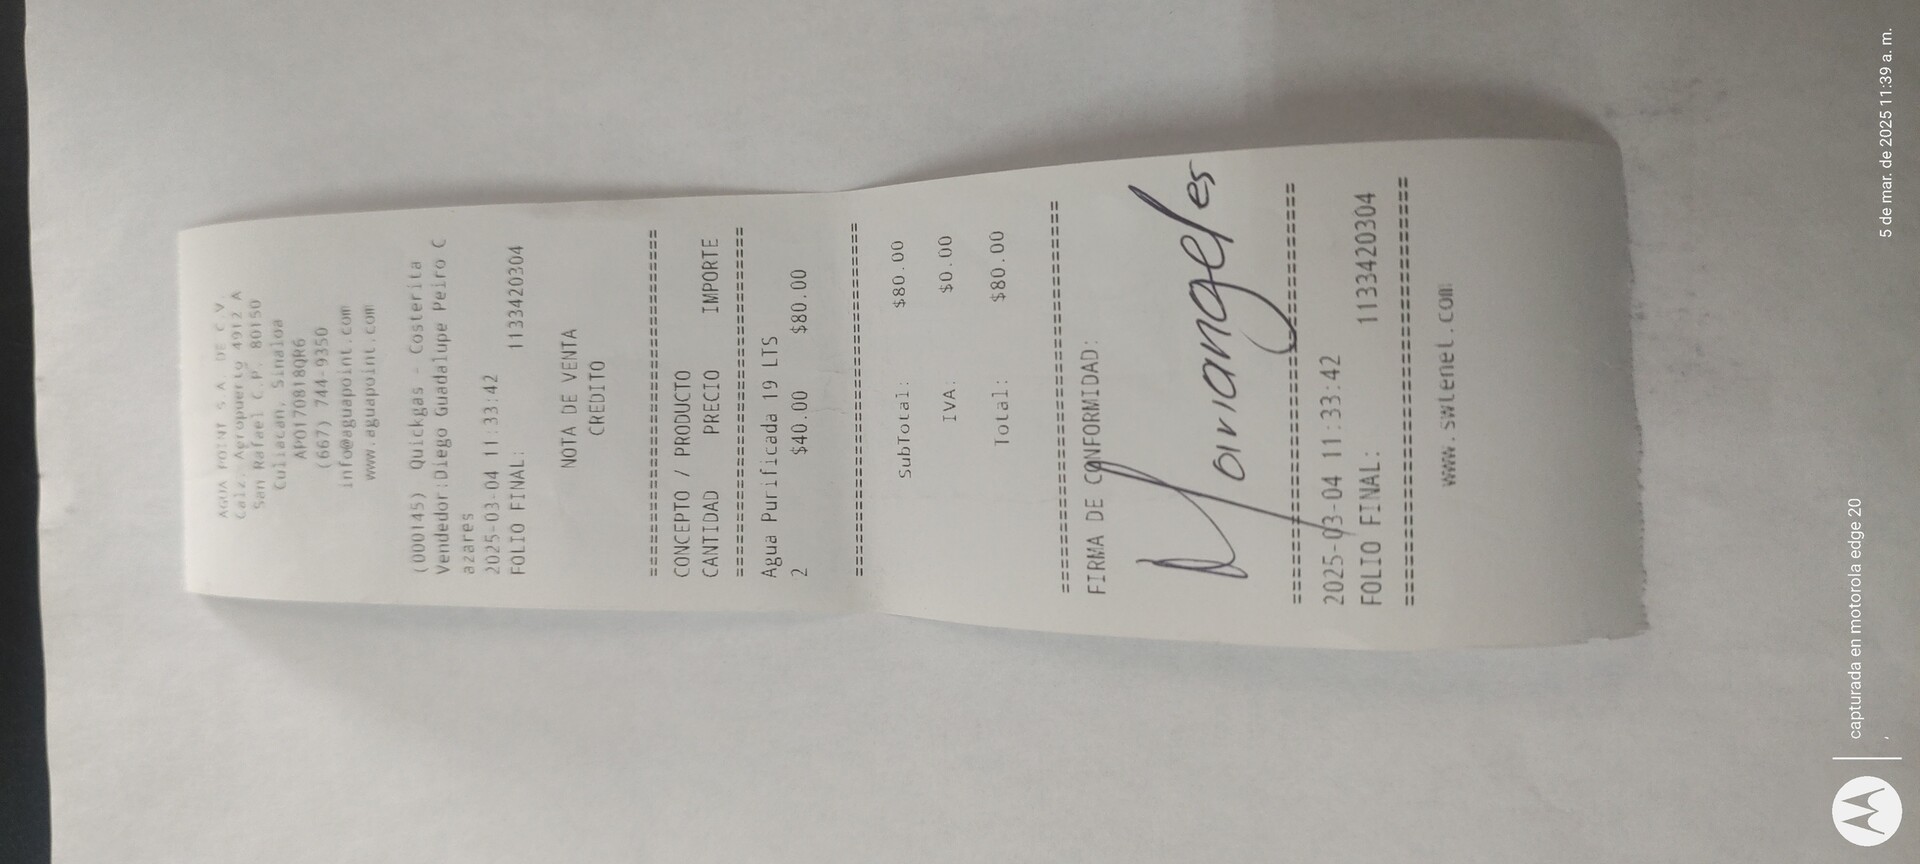 AGUA POINT S.A. DE C.V.
Calz. Aeropuerto 4912 A
San Rafael C.P. 80150
Culiacan, Sinaloa
APO170818QR6
(667) 744-9350
info@aguapoint.com
www.aguapoint.com
(000145) Quickgas - Costerita
Vendedor:Diego Guadalupe Peiro C
azares
2025-03-04 11:33:42
FOLIO FINAL: 1133420304
NOTA DE VENTA
CREDITO
================================
CONCEPTO / PRODUCTO
CANTIDAD PRECIO IMPORTE
================================
Agua Purificada 19 LTS
2 $40.00 $80.00
================================
SubTotal: $80.00
IVA: $0.00
Total: $80.00
================================
FIRMA DE CONFORMIDAD:
Mariangeles
================================
2025-03-04 11:33:42
FOLIO FINAL: 1133420304
================================
www.swtenet.com
capturada en motorola edge 20
5 de mar. de 2025 11:39 a. m.